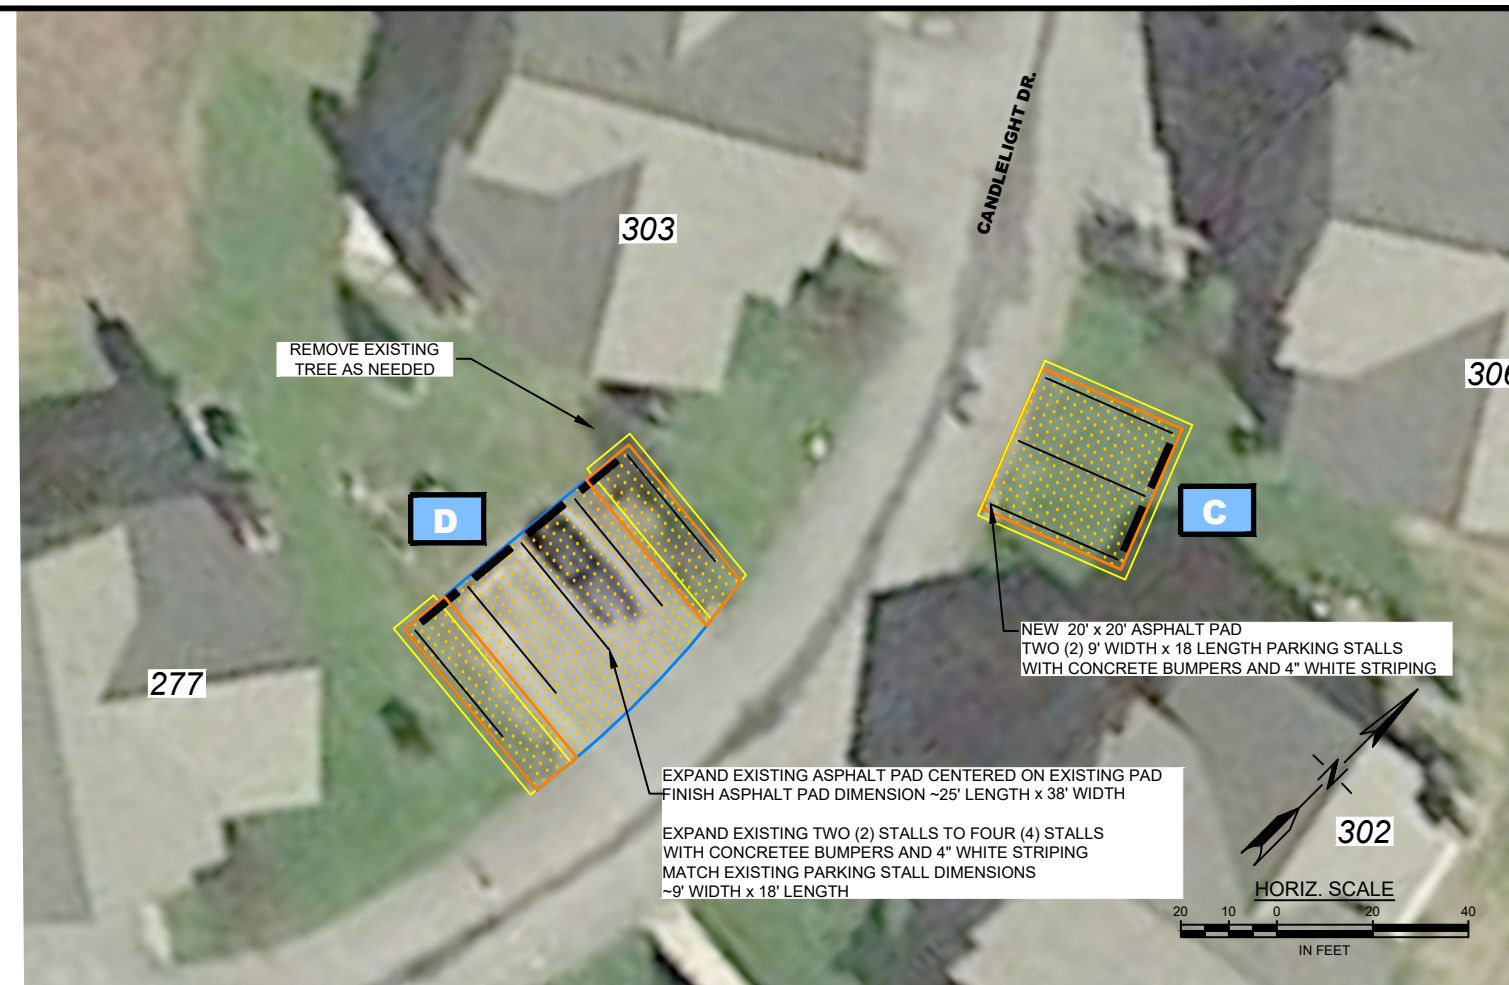 CANDLELIGHT DR.
303
REMOVE EXISTING
TREE AS NEEDED
306
D
C
NEW 20' x 20' ASPHALT PAD
TWO (2) 9' WIDTH x 18 LENGTH PARKING STALLS
WITH CONCRETE BUMPERS AND 4" WHITE STRIPING
277
EXPAND EXISTING ASPHALT PAD CENTERED ON EXISTING PAD
FINISH ASPHALT PAD DIMENSION ~25' LENGTH x 38' WIDTH
EXPAND EXISTING TWO (2) STALLS TO FOUR (4) STALLS
WITH CONCRETEE BUMPERS AND 4" WHITE STRIPING
MATCH EXISTING PARKING STALL DIMENSIONS
~9' WIDTH x 18' LENGTH
N
302
HORIZ. SCALE
20 10 0 20 40
IN FEET